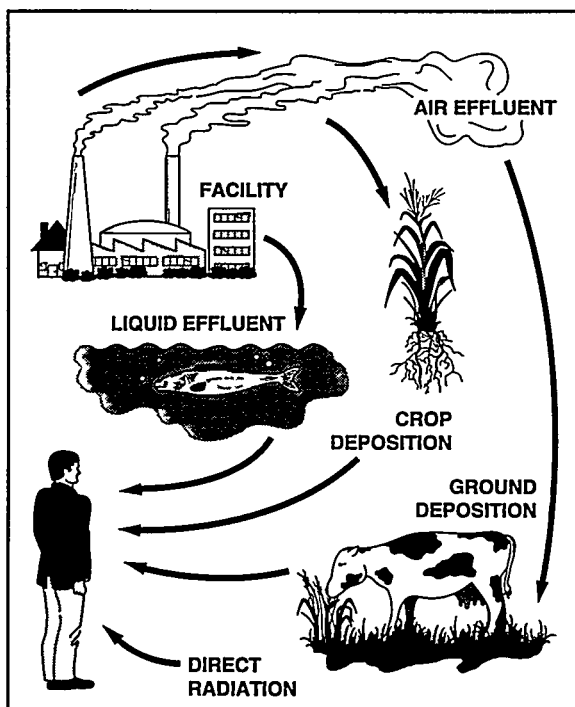 AIR EFFLUENT
FACILITY
LIQUID EFFLUENT
CROP
DEPOSITION
GROUND
DEPOSITION
DIRECT
RADIATION